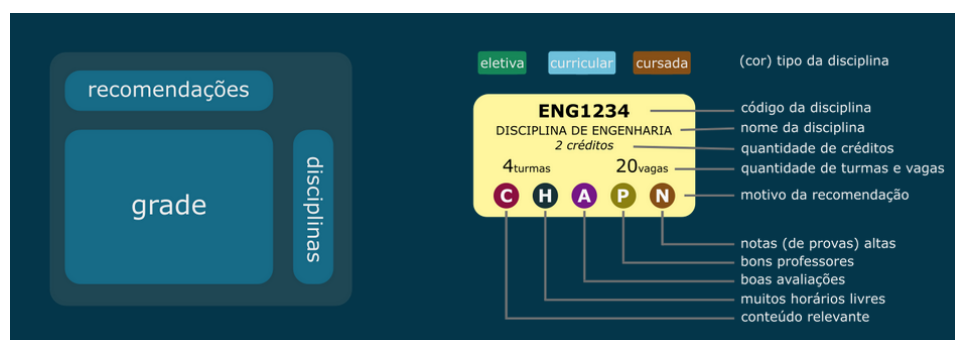 recomendações
grade
disciplinas
eletiva
curricular
cursada
(cor) tipo da disciplina
ENG1234
DISCIPLINA DE ENGENHARIA
2 créditos
4turmas
20vagas
C H A P N
código da disciplina
nome da disciplina
quantidade de créditos
quantidade de turmas e vagas
motivo da recomendação
notas (de provas) altas
bons professores
boas avaliações
muitos horários livres
conteúdo relevante